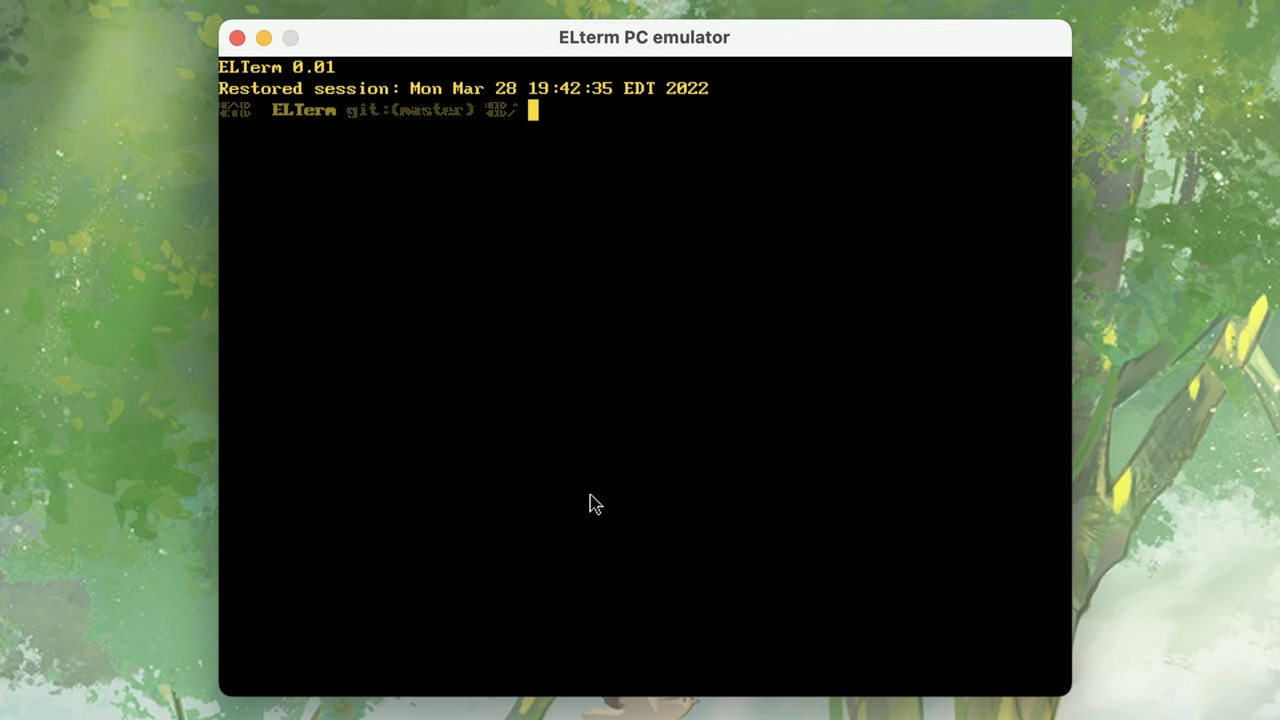 ELterm PC emulator
ELTerm 0.01
Restored session: Mon Mar 28 19:42:35 EDT 2022
ELTerm git:(master)